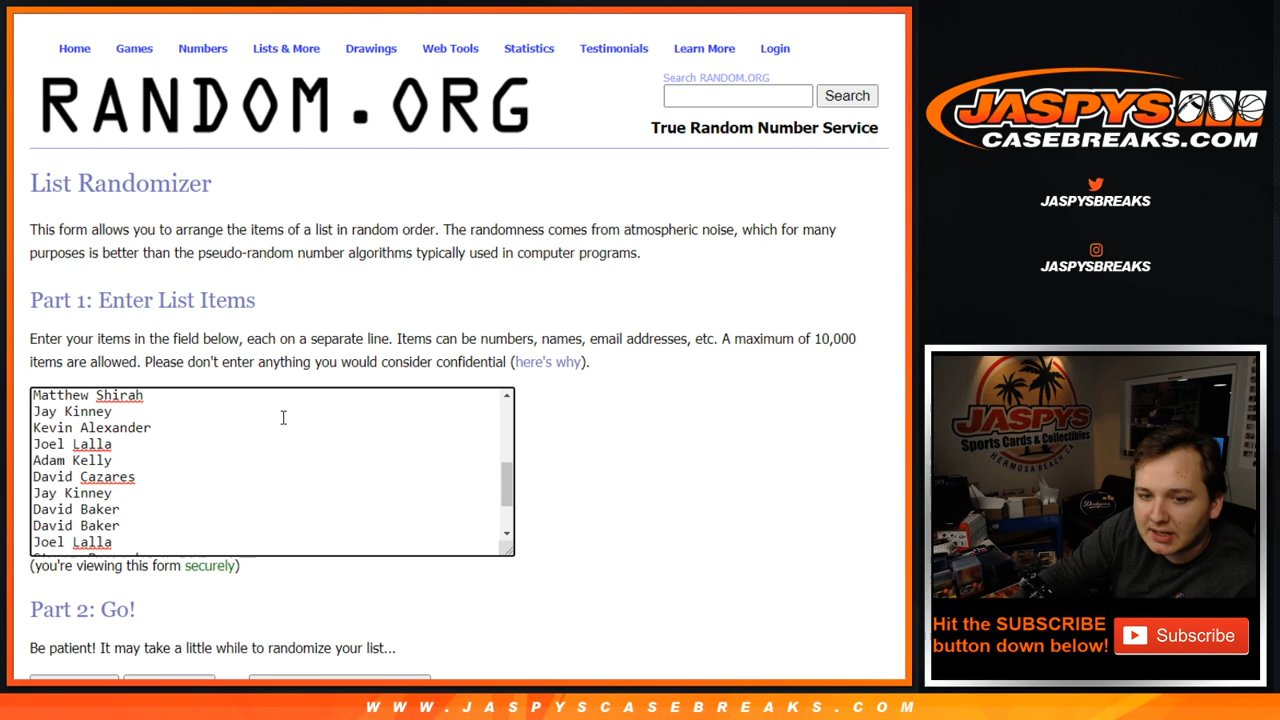 Home Games Numbers Lists & More Drawings Web Tools Statistics Testimonials Learn More Login
RANDOM.ORG
Search RANDOM.ORG
Search
True Random Number Service
List Randomizer
This form allows you to arrange the items of a list in random order. The randomness comes from atmospheric noise, which for many
purposes is better than the pseudo-random number algorithms typically used in computer programs.
Part 1: Enter List Items
Enter your items in the field below, each on a separate line. Items can be numbers, names, email addresses, etc. A maximum of 10,000
items are allowed. Please don't enter anything you would consider confidential (here's why).
Matthew Shirah
Jay Kinney
Kevin Alexander
Joel Lalla
Adam Kelly
David Cazares
Jay Kinney
David Baker
David Baker
Joel Lalla
(you're viewing this form securely)
Part 2: Go!
Be patient! It may take a little while to randomize your list...
JASPYS
CASEBREAKS.COM
JASPYSBREAKS
JASPYSBREAKS
JASPYS
Sports Cards & Collectibles
HERMOSA BEACH, CA
Dodgers
Hit the SUBSCRIBE
button down below!
Subscribe
WWW.JASPYSCASEBREAKS.COM